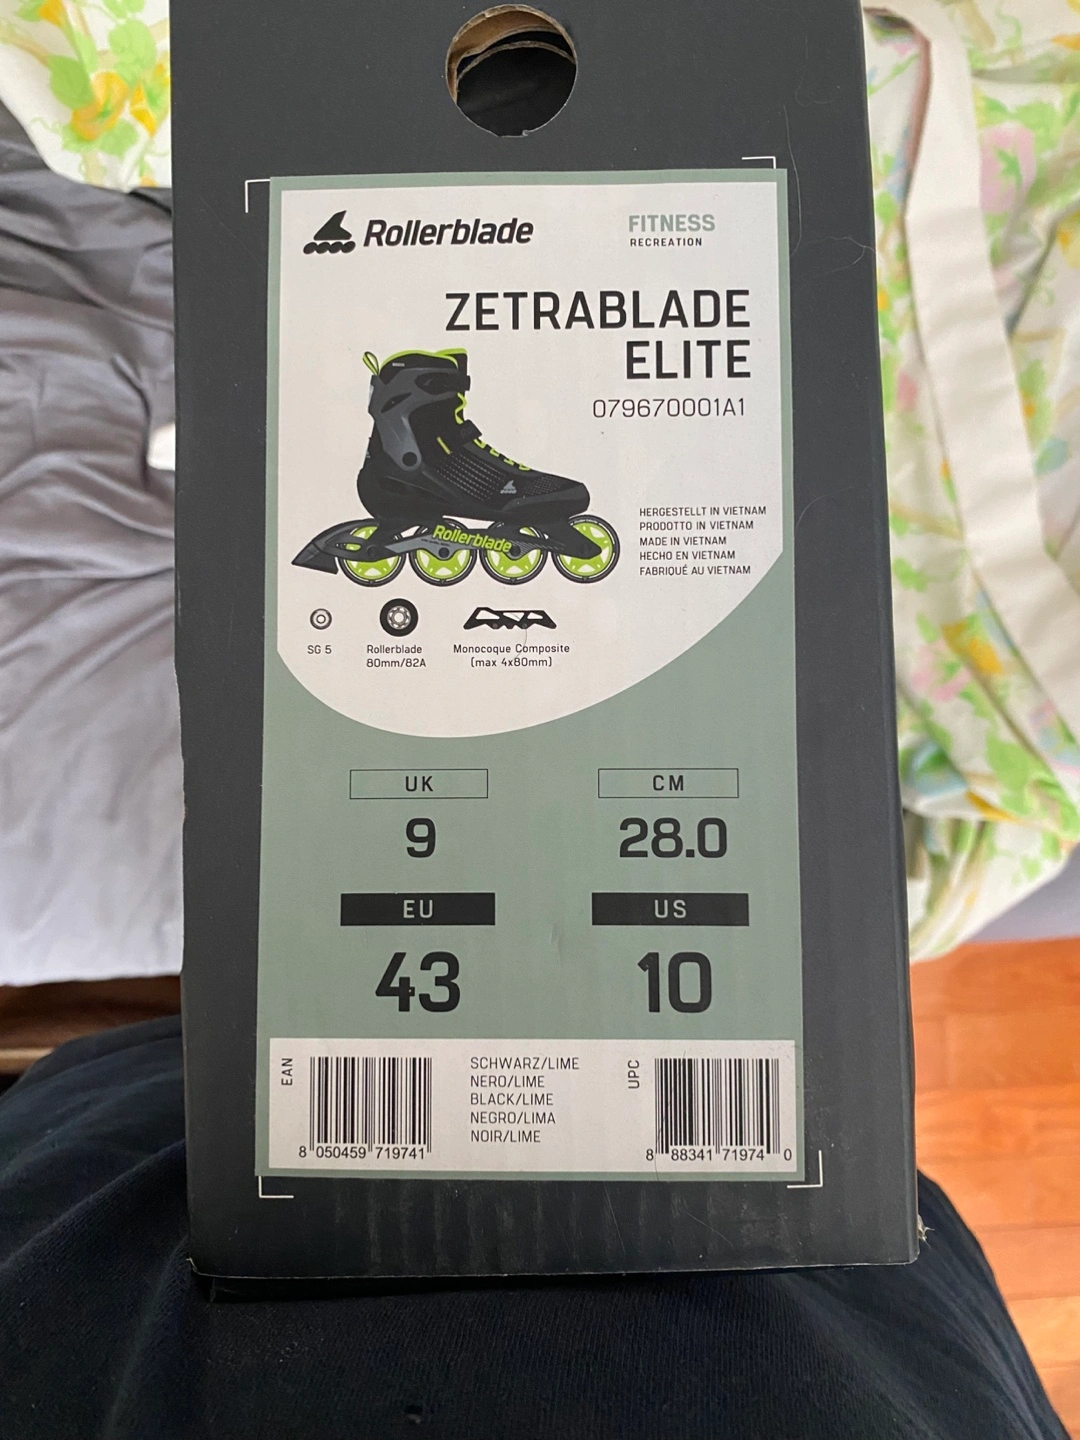 Rollerblade
FITNESS
RECREATION
ZETRABLADE
ELITE
079670001A1
HERGESTELLT IN VIETNAM
PRODOTTO IN VIETNAM
MADE IN VIETNAM
HECHO EN VIETNAM
FABRIQUÉ AU VIETNAM
Rollerblade
SG 5
Rollerblade
80mm/82A
Monocoque Composite
(max 4x80mm)
UK
9
CM
28.0
EU
43
US
10
EAN
8 050459 719741
SCHWARZ/LIME
NERO/LIME
BLACK/LIME
NEGRO/LIMA
NOIR/LIME
UPC
8 88341 71974 0